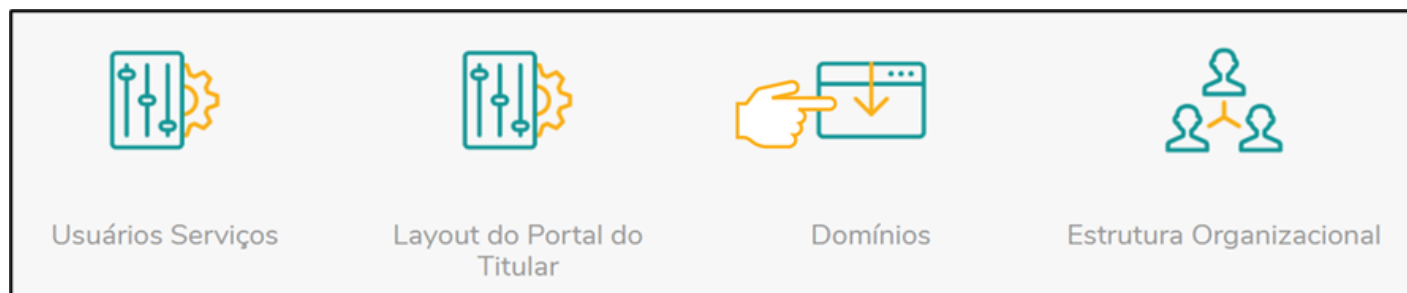 Usuários Serviços
Layout do Portal do
Titular
Domínios
Estrutura Organizacional